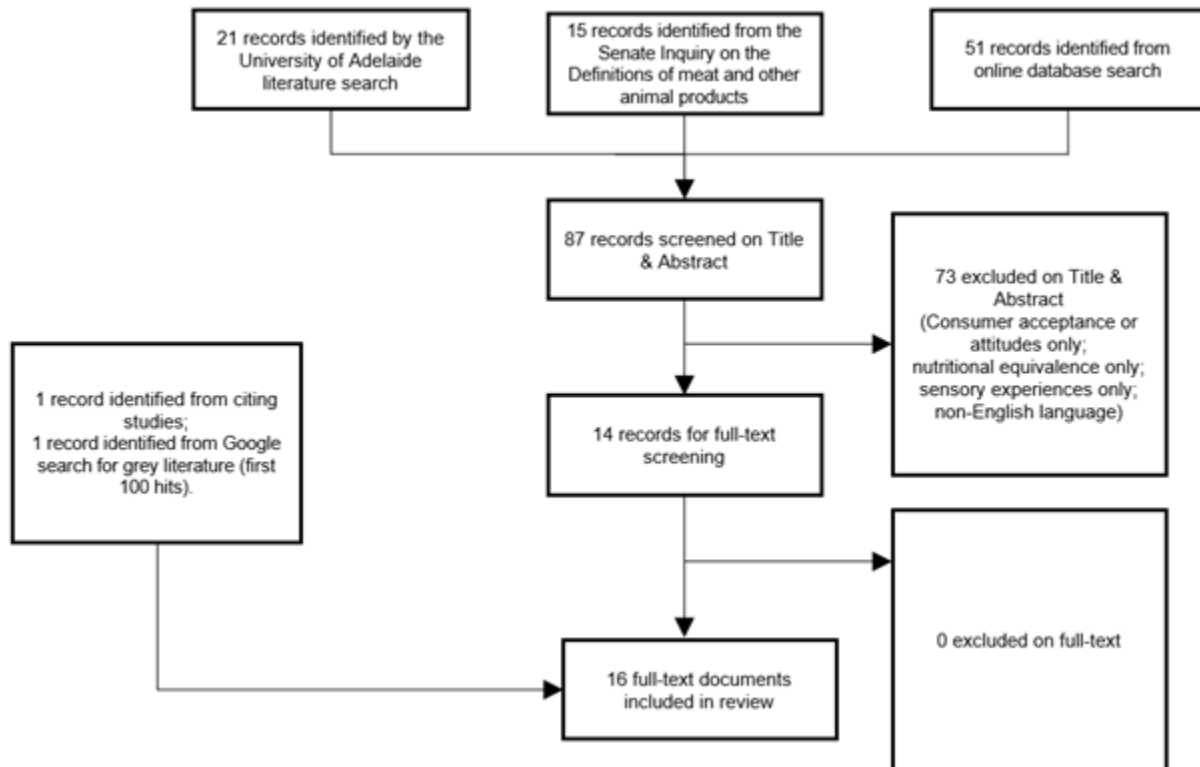 21 records identified by the
University of Adelaide
literature search
15 records identified from the
Senate Inquiry on the
Definitions of meat and other
animal products
51 records identified from
online database search
87 records screened on Title
& Abstract
73 excluded on Title &
Abstract
(Consumer acceptance or
attitudes only;
nutritional equivalence only;
sensory experiences only;
non-English language)
1 record identified from citing
studies;
1 record identified from Google
search for grey literature (first
100 hits).
14 records for full-text
screening
0 excluded on full-text
16 full-text documents
included in review